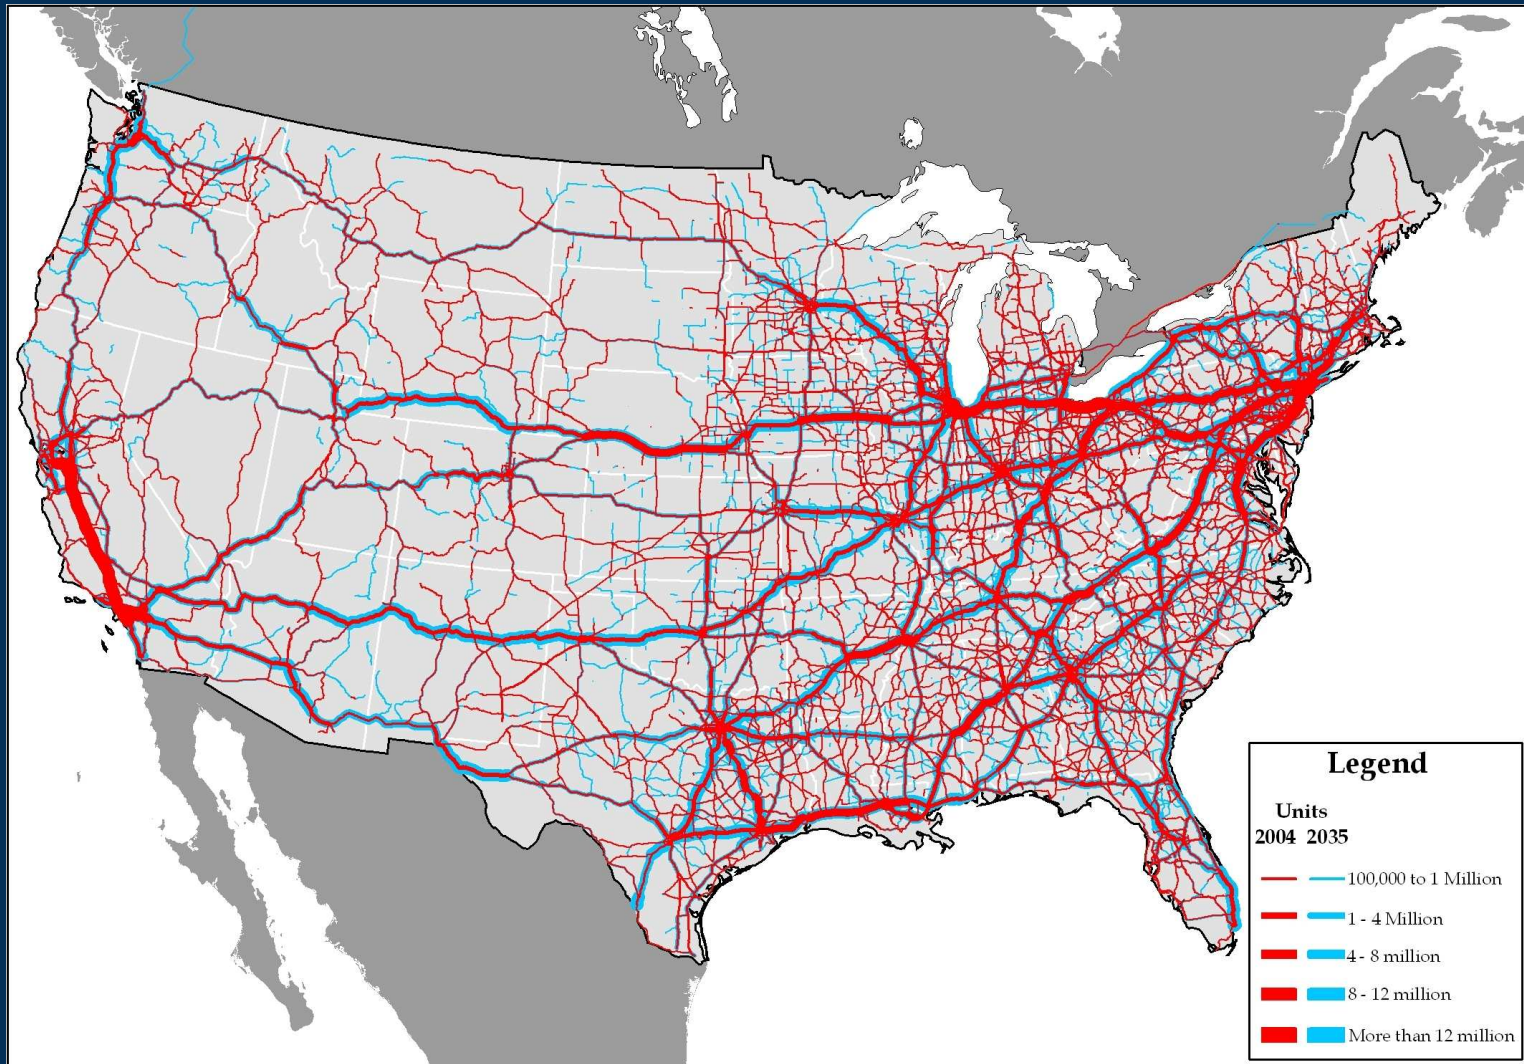 Legend
Units
2004 2035
100,000 to 1 Million
1 - 4 Million
4 - 8 million
8 - 12 million
More than 12 million